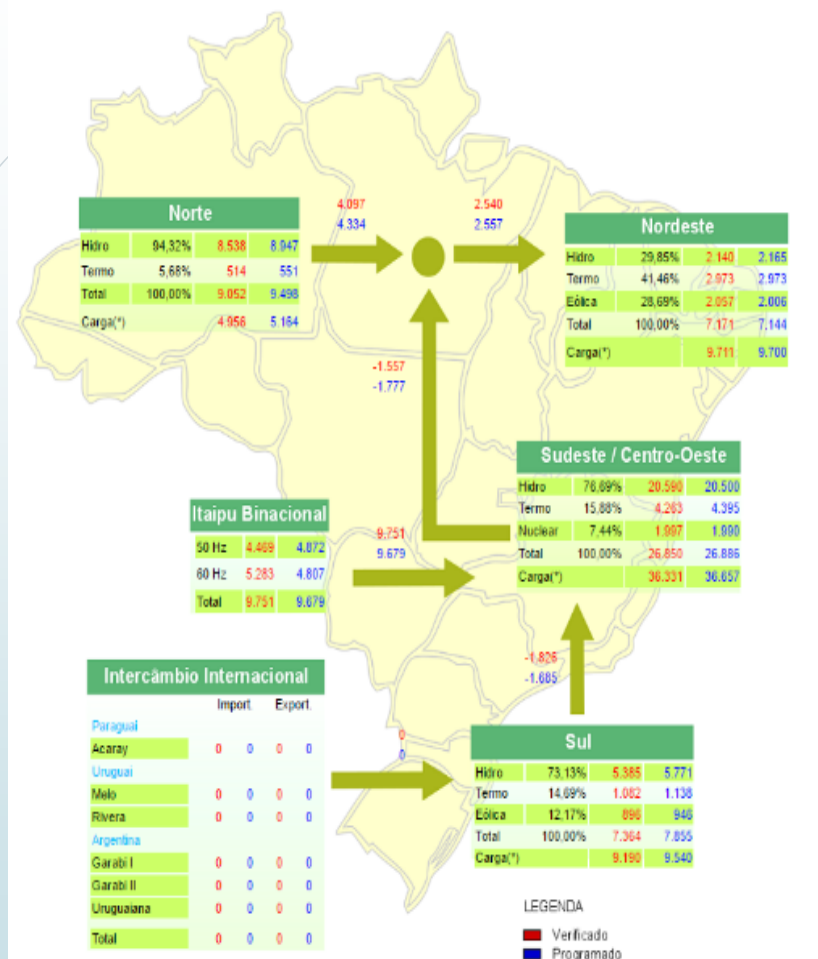 4.097
4.334
2.540
2.557
Norte
Hidro 94,32% 8.538 8.947
Termo 5,68% 514 551
Total 100,00% 9.052 9.498
Carga(*) 4.956 5.164
Nordeste
Hidro 29,85% 2.140 2.165
Termo 41,46% 2.973 2.973
Eólica 28,69% 2.057 2.006
Total 100,00% 7.171 7.144
Carga(*) 9.711 9.700
-1.557
-1.777
Sudeste / Centro-Oeste
Hidro 76,69% 20.590 20.500
Termo 15,88% 4.263 4.395
Nuclear 7,44% 1.997 1.990
Total 100,00% 26.850 26.886
Carga(*) 36.331 36.657
Itaipu Binacional
50 Hz 4.469 4.872
60 Hz 5.283 4.807
Total 9.751 9.679
9.751
9.679
-1.826
-1.685
Intercâmbio Internacional
Import. Export.
Paraguai
Acaray 0 0 0 0
Uruguai
Melo 0 0 0 0
Rivera 0 0 0 0
Argentina
Garabi I 0 0 0 0
Garabi II 0 0 0 0
Uruguaiana 0 0 0 0
Total 0 0 0 0
0
0
Sul
Hidro 73,13% 5.385 5.771
Termo 14,69% 1.082 1.138
Eólica 12,17% 896 946
Total 100,00% 7.364 7.855
Carga(*) 9.190 9.540
LEGENDA
Verificado
Programado